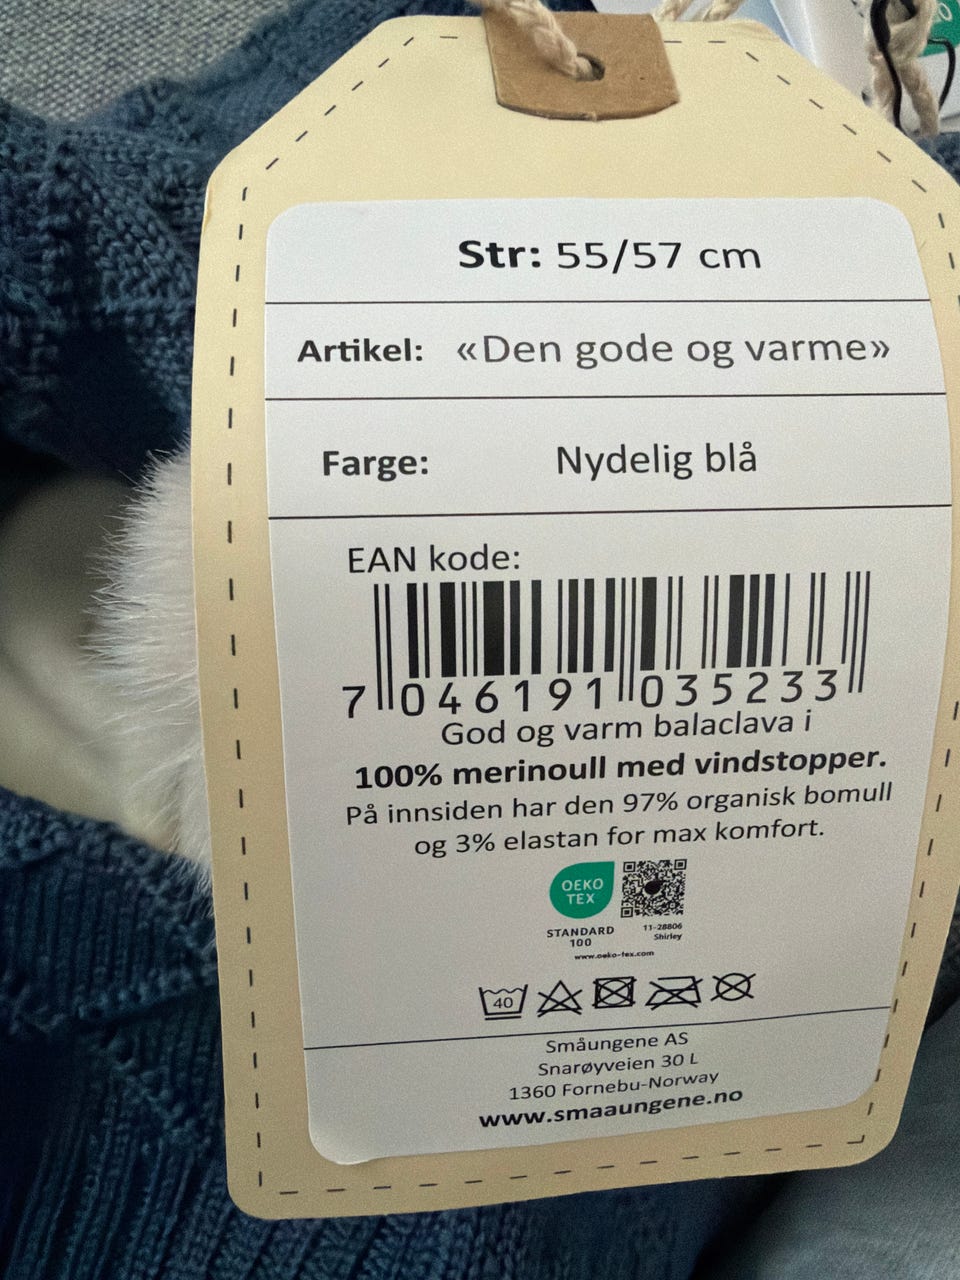 Str: 55/57 cm
Artikel: «Den gode og varme»
Farge: Nydelig blå
EAN kode:
7 046191 035233
God og varm balaclava i
100% merinoull med vindstopper.
På innsiden har den 97% organisk bomull
og 3% elastan for max komfort.
OEKO
TEX
STANDARD
100
11-28806
Shirley
www.oeko-tex.com
40
Småungene AS
Snarøyveien 30 L
1360 Fornebu-Norway
www.smaaungene.no